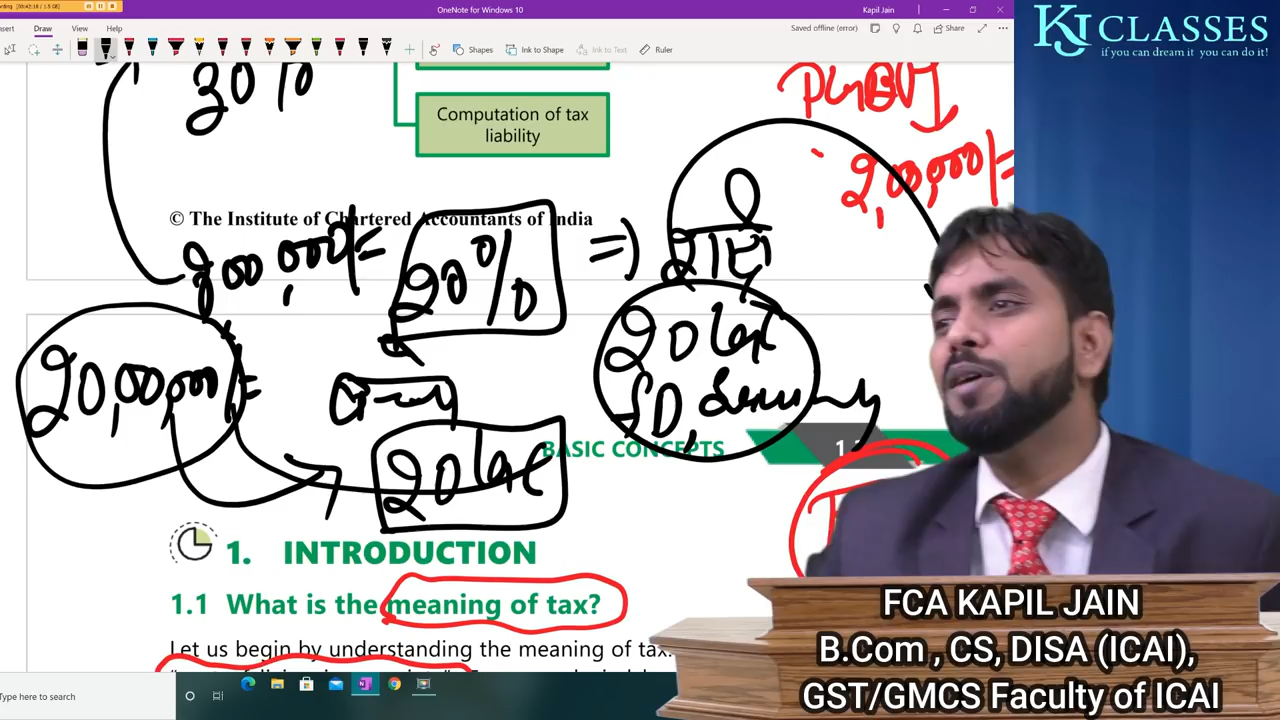 OneNote for Windows 10
Kapil Jain
nsert
Draw
View
Help
Saved offline (error)
Share
Shapes
Ink to Shape
Ink to Text
Ruler
KJ CLASSES
if you can dream it you can do it!
30%
Computation of tax
liability
2,00,000/=
© The Institute of Chartered Accountants of India
20%
20,00,000/=
20 lac
BASIC CONCEPTS
1. INTRODUCTION
1.1 What is the meaning of tax?
Let us begin by understanding the meaning of tax.
FCA KAPIL JAIN
B.Com , CS, DISA (ICAI),
GST/GMCS Faculty of ICAI
Type here to search